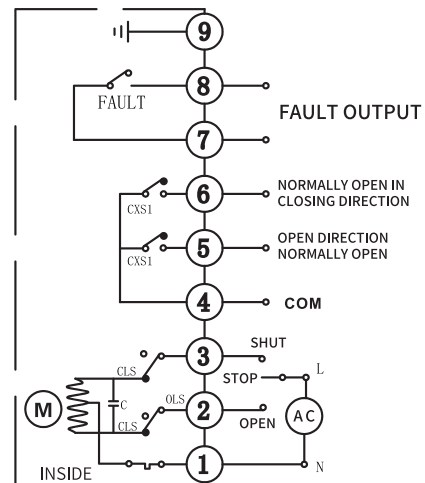 9
8
FAULT
FAULT OUTPUT
7
6
NORMALLY OPEN IN
CLOSING DIRECTION
CXS1
5
OPEN DIRECTION
NORMALLY OPEN
CXS1
4
COM
3
SHUT
CLS
STOP
L
M
C
OLS
2
AC
CLS
OPEN
1
N
INSIDE